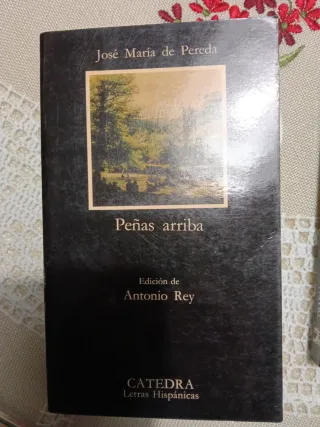 José María de Pereda
Peñas arriba
Edición de
Antonio Rey
CATEDRA
Letras Hispánicas